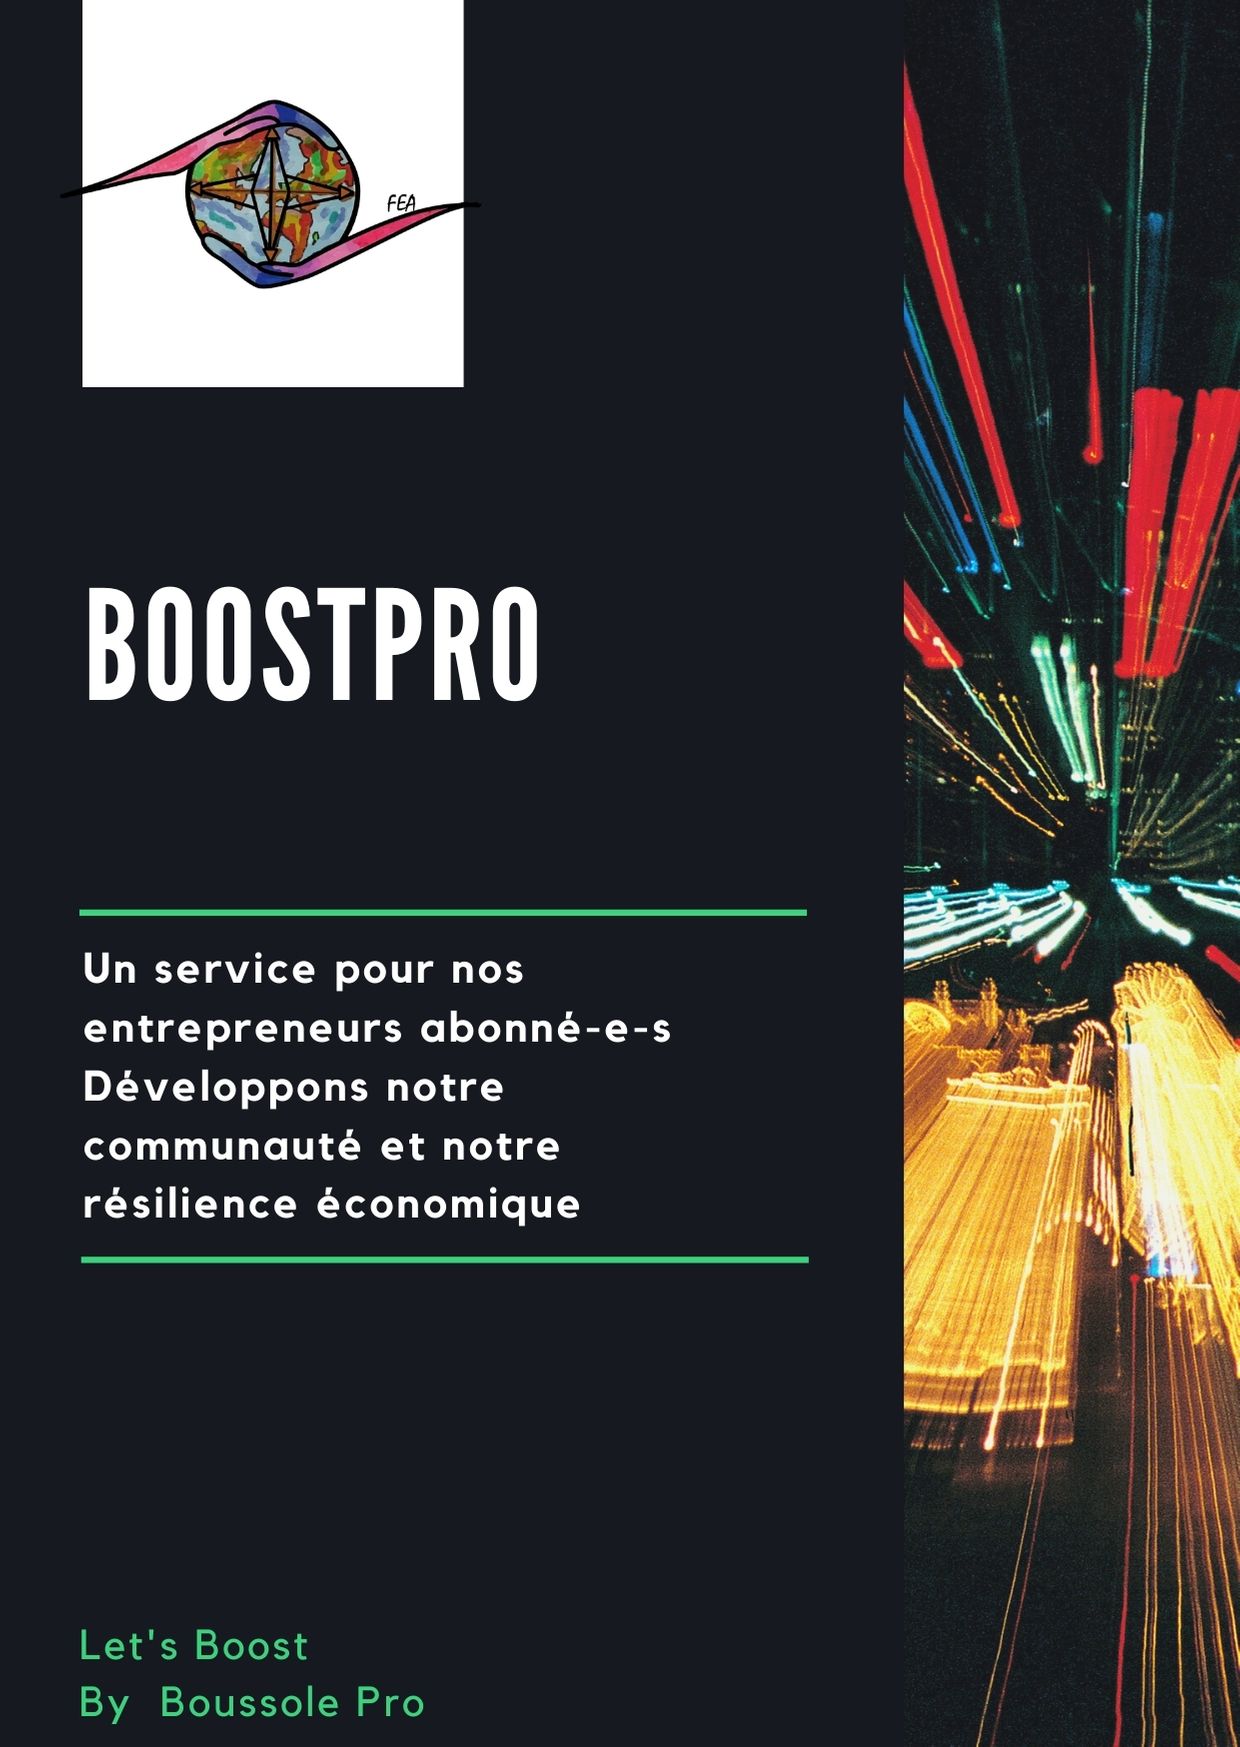 FEA
BOOSTPRO
Un service pour nos
entrepreneurs abonné-e-s
Développons notre
communauté et notre
résilience économique
Let's Boost
By  Boussole Pro